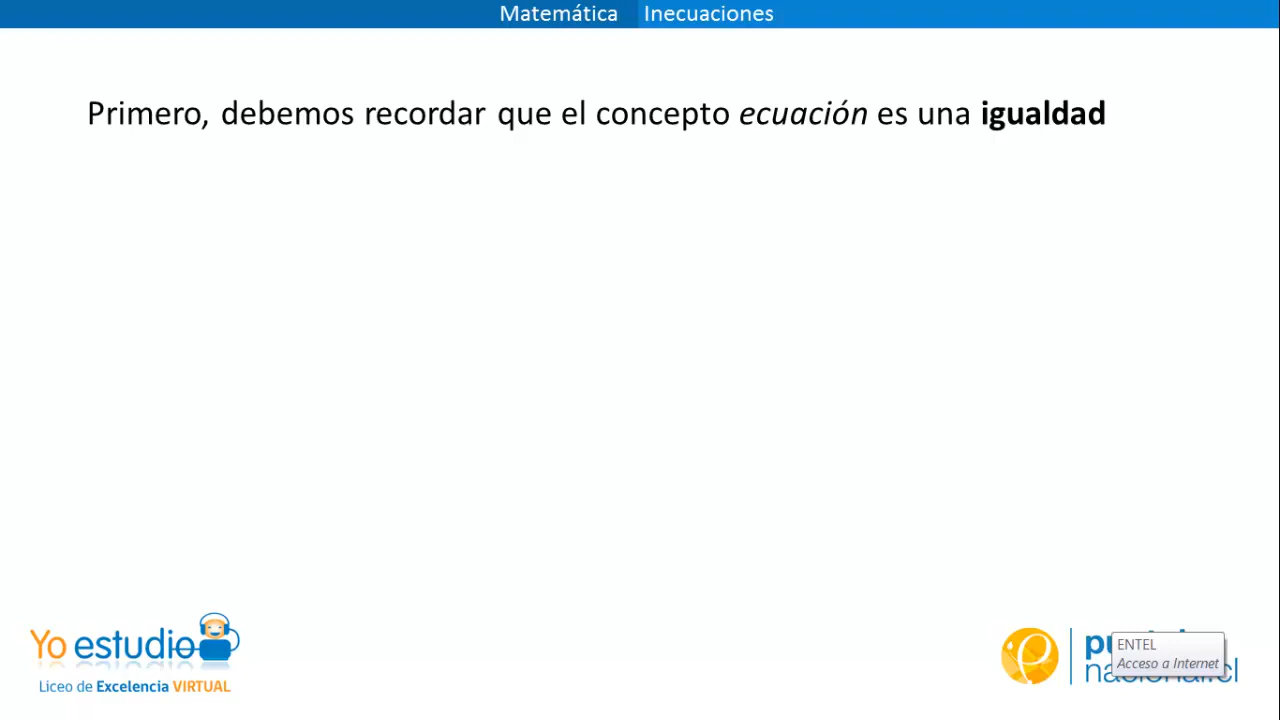 Matemática Inecuaciones
Primero, debemos recordar que el concepto ecuación es una igualdad
Yo estudio
Liceo de Excelencia VIRTUAL
ENTEL
Acceso a Internet